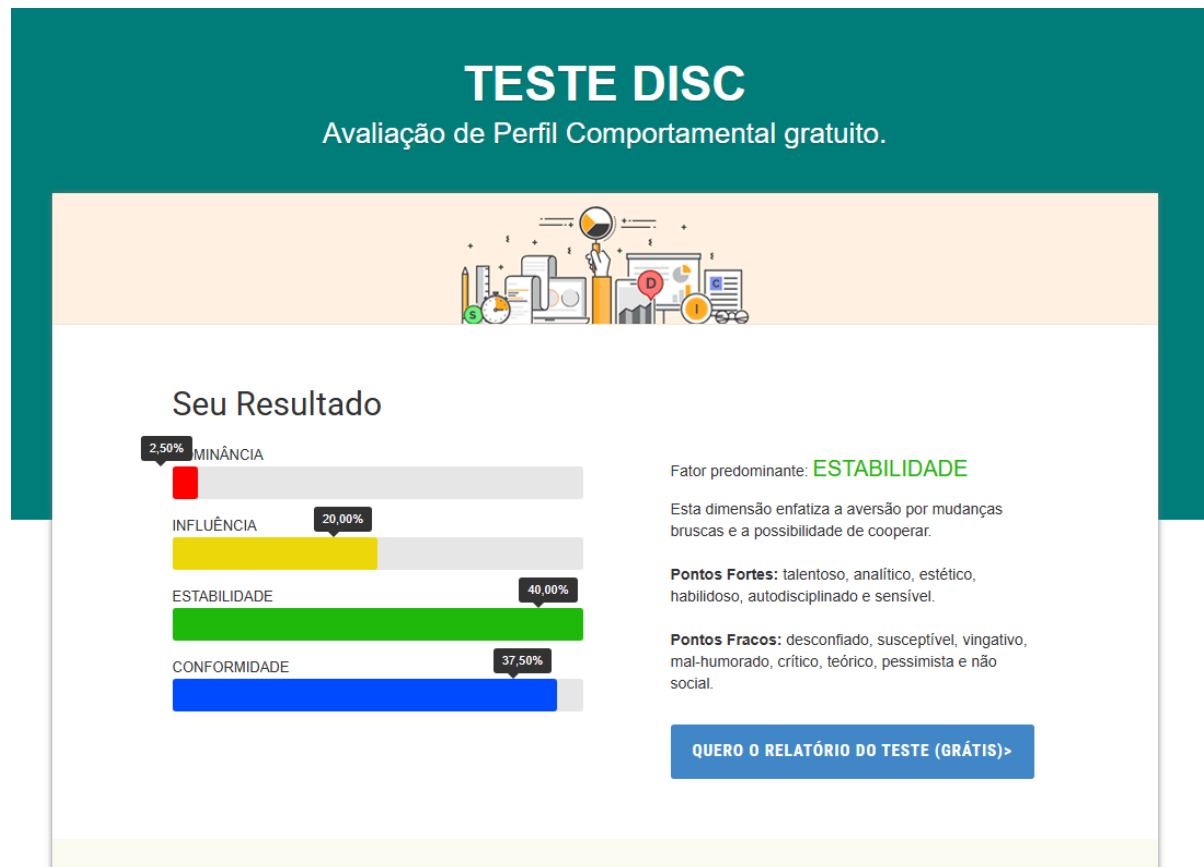 TESTE DISC
Avaliação de Perfil Comportamental gratuito.
S
D
I
C
Seu Resultado
2,50%
MINÂNCIA
INFLUÊNCIA
20,00%
ESTABILIDADE
40,00%
CONFORMIDADE
37,50%
Fator predominante: ESTABILIDADE
Esta dimensão enfatiza a aversão por mudanças
bruscas e a possibilidade de cooperar.
Pontos Fortes: talentoso, analítico, estético,
habilidoso, autodisciplinado e sensível.
Pontos Fracos: desconfiado, susceptível, vingativo,
mal-humorado, crítico, teórico, pessimista e não
social.
QUERO O RELATÓRIO DO TESTE (GRÁTIS)>